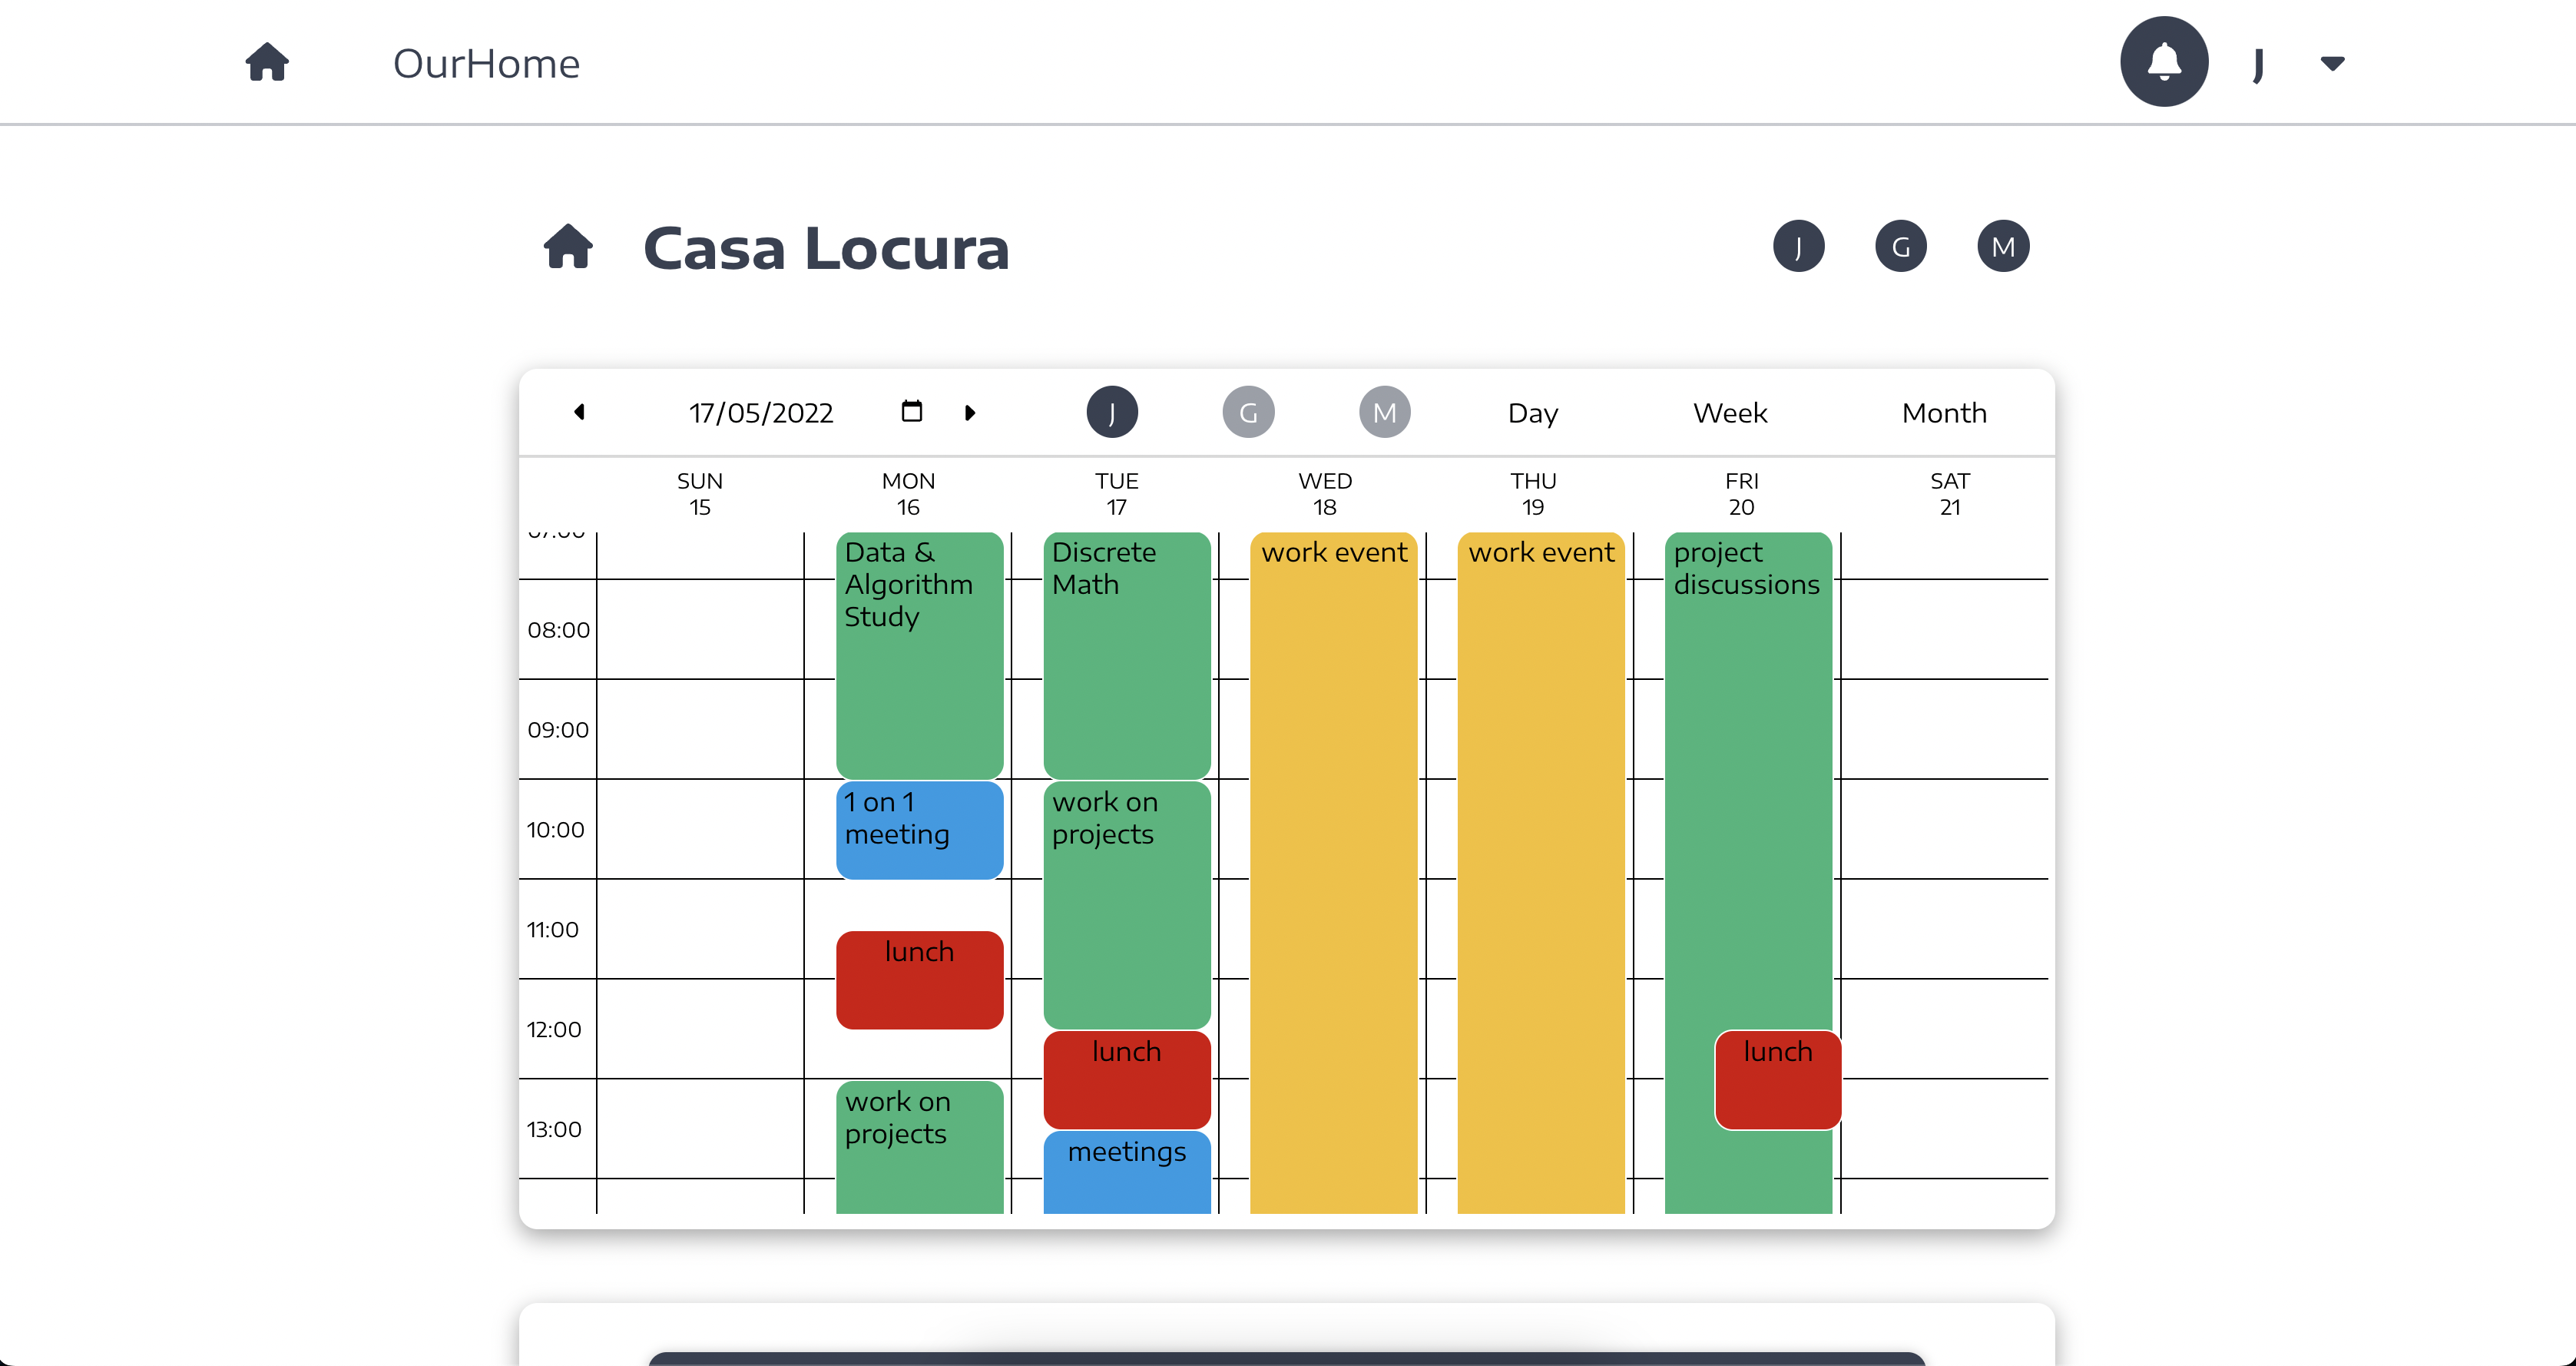 OurHome
J
Casa Locura
J G M
17/05/2022 J G M Day Week Month
SUN MON TUE WED THU FRI SAT
15 16 17 18 19 20 21
07:00
Data & Discrete work event work event project
Algorithm Math discussions
Study
08:00
09:00
1 on 1 work on
meeting projects
10:00
11:00
lunch
12:00
lunch lunch
work on
projects
13:00
meetings